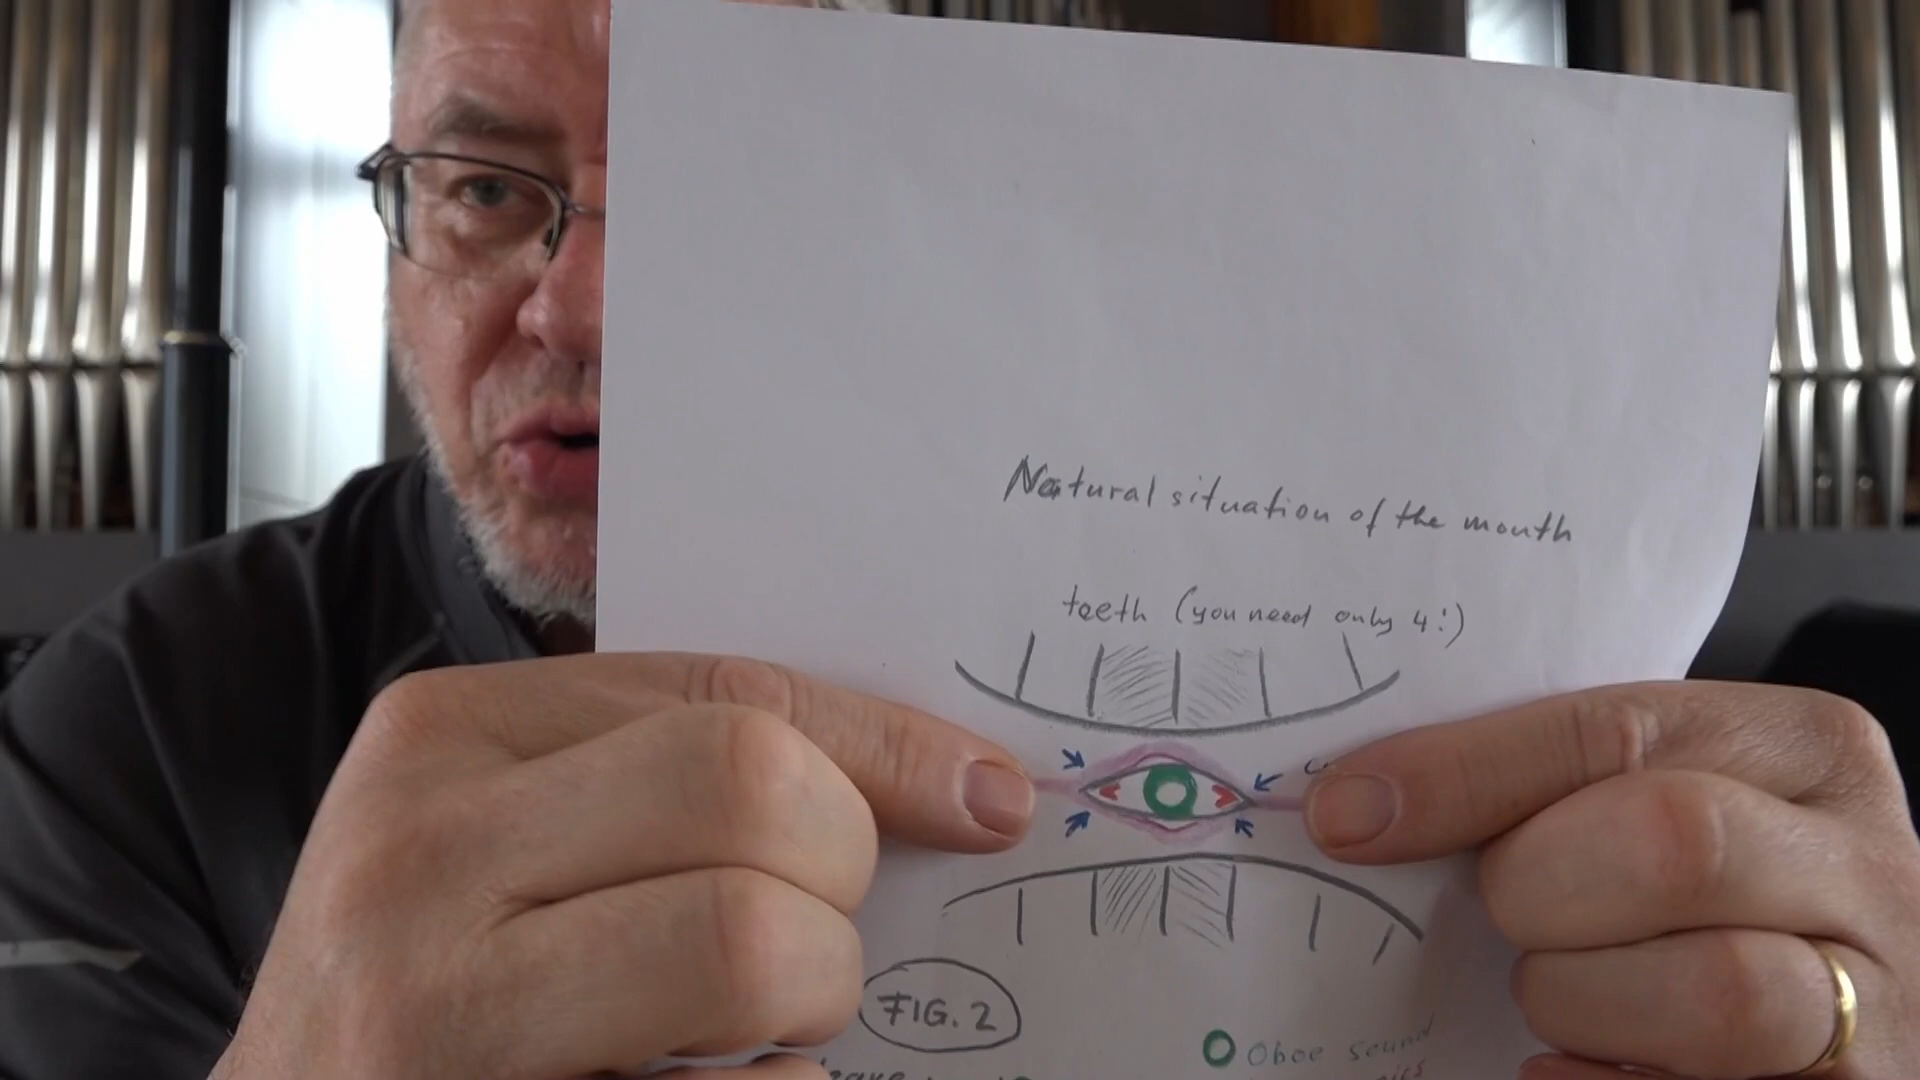 Natural situation of the mouth
teeth (you need only 4!)
FIG. 2
Oboe sound